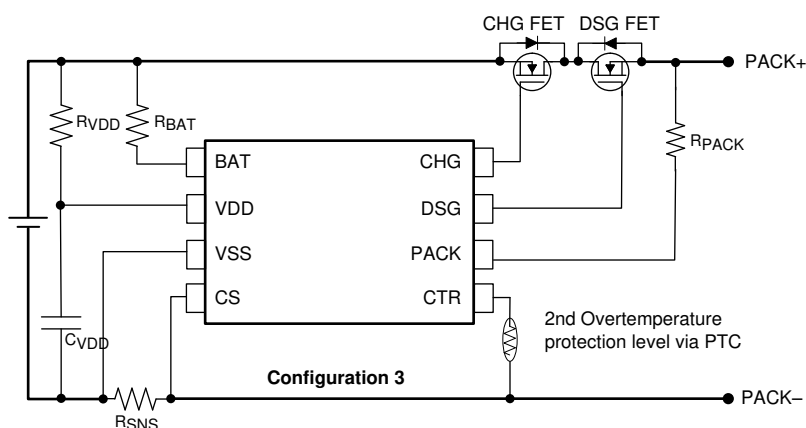 CHG FET
DSG FET
PACK+
RVDD
RBAT
RPACK
BAT
CHG
VDD
DSG
VSS
PACK
CS
CTR
2nd Overtemperature
protection level via PTC
CVDD
Configuration 3
RSNS
PACK–